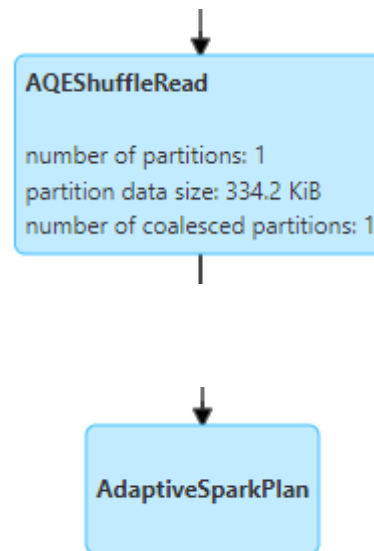 AQEShuffleRead
number of partitions: 1
partition data size: 334.2 KiB
number of coalesced partitions: 1
AdaptiveSparkPlan